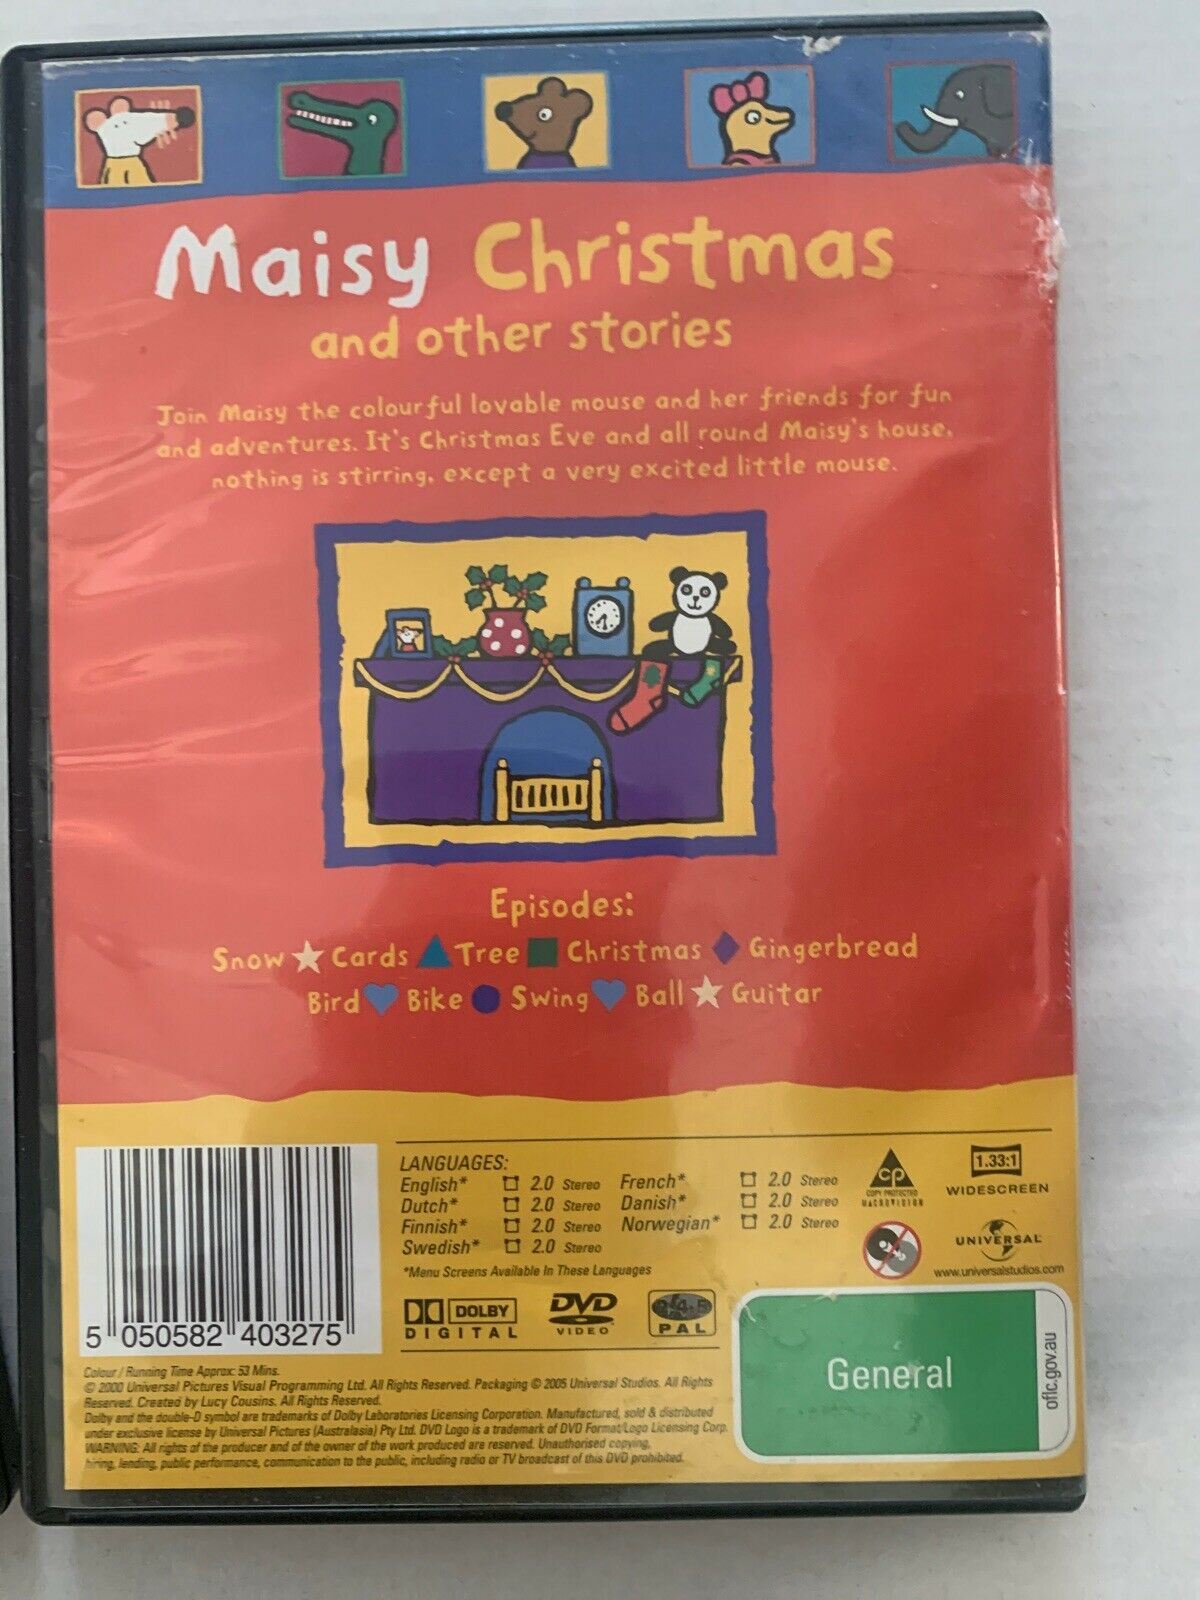 Maisy Christmas
and other stories
Join Maisy the colourful lovable mouse and her friends for fun
and adventures. It's Christmas Eve and all round Maisy's house,
nothing is stirring, except a very excited little mouse.
Episodes:
Snow Cards Tree Christmas Gingerbread
Bird Bike Swing Ball Guitar
5 050582 403275
LANGUAGES:
English* 2.0 Stereo French* 2.0 Stereo
Dutch* 2.0 Stereo Danish* 2.0 Stereo
Finnish* 2.0 Stereo Norwegian* 2.0 Stereo
Swedish* 2.0 Stereo
*Menu Screens Available In These Languages
DOLBY
DIGITAL
DVD
VIDEO
PAL
cp
COPY PROTECTED
MACROVISION
1.33:1
WIDESCREEN
UNIVERSAL
www.universalstudios.com
General
oflc.gov.au
Colour / Running Time Approx: 53 Mins.
© 2000 Universal Pictures Visual Programming Ltd. All Rights Reserved. Packaging © 2005 Universal Studios. All Rights
Reserved. Created by Lucy Cousins. All Rights Reserved.
Dolby and the double-D symbol are trademarks of Dolby Laboratories Licensing Corporation. Manufactured, sold & distributed
under exclusive license by Universal Pictures (Australasia) Pty Ltd. DVD Logo is a trademark of DVD Format/Logo Licensing Corp.
WARNING: All rights of the producer and of the owner of the work produced are reserved. Unauthorised copying,
hiring, lending, public performance, communication to the public, including radio or TV broadcast of this DVD prohibited.